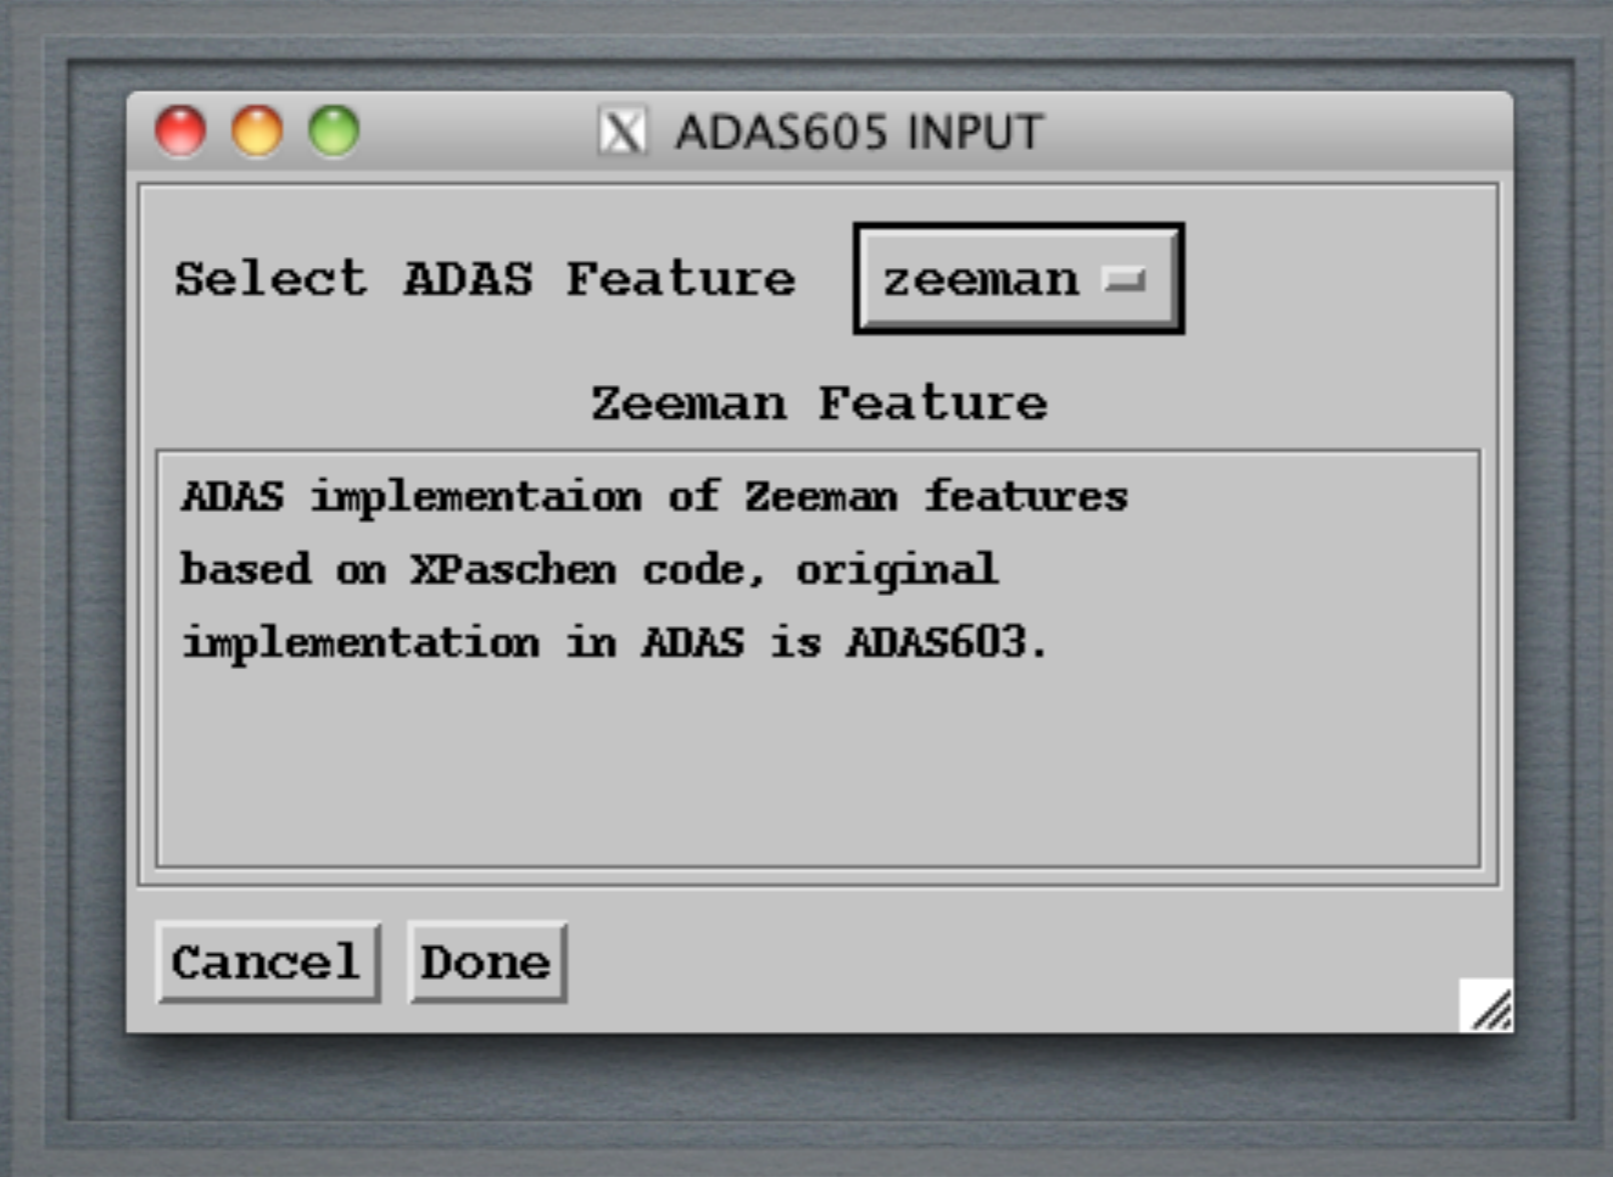 ADAS605 INPUT
Select ADAS Feature zeeman
Zeeman Feature
ADAS implementaion of Zeeman features
based on XPaschen code, original
implementation in ADAS is ADAS603.
Cancel Done